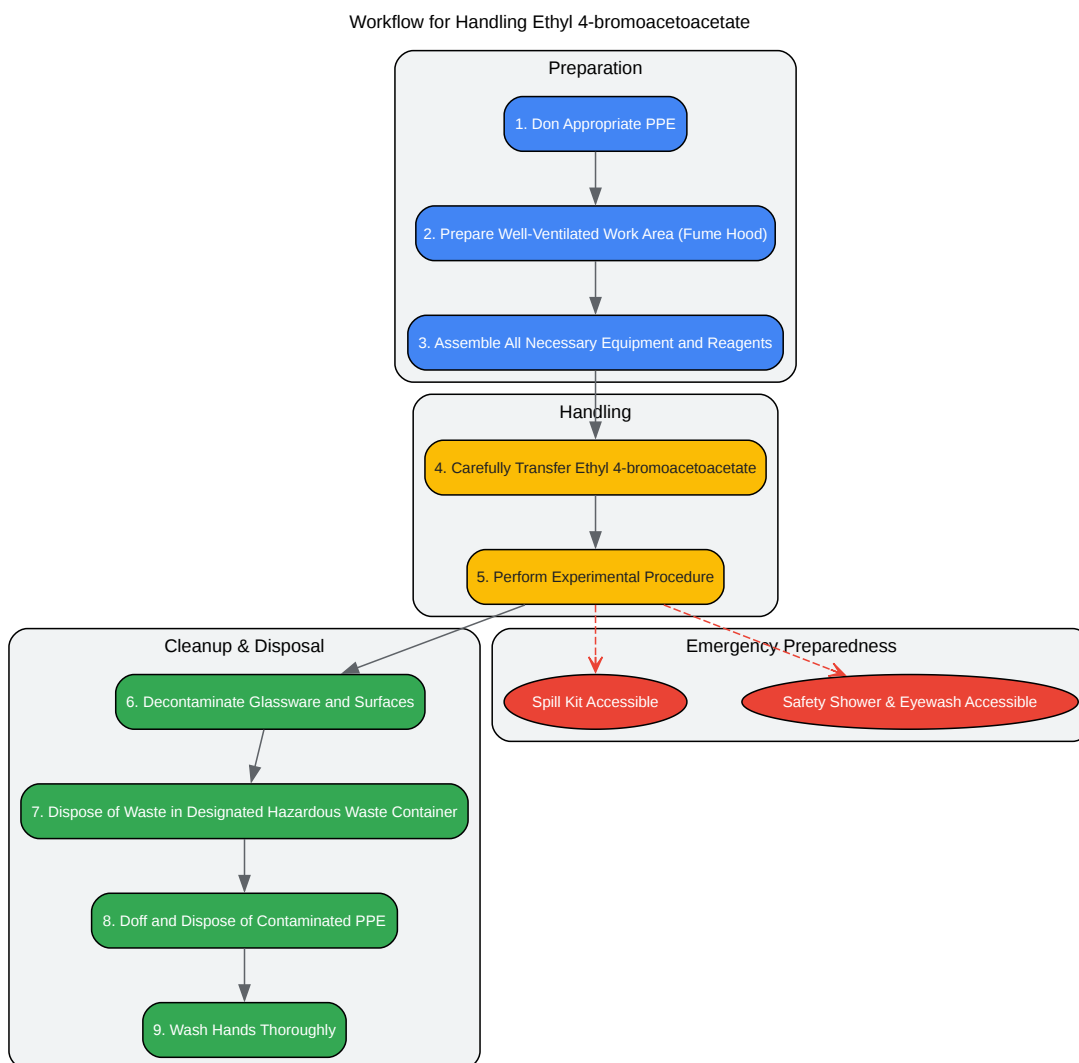 Workflow for Handling Ethyl 4-bromoacetoacetate
Preparation
1. Don Appropriate PPE
2. Prepare Well-Ventilated Work Area (Fume Hood)
3. Assemble All Necessary Equipment and Reagents
Handling
4. Carefully Transfer Ethyl 4-bromoacetoacetate
5. Perform Experimental Procedure
Cleanup & Disposal
6. Decontaminate Glassware and Surfaces
7. Dispose of Waste in Designated Hazardous Waste Container
8. Doff and Dispose of Contaminated PPE
9. Wash Hands Thoroughly
Emergency Preparedness
Spill Kit Accessible
Safety Shower & Eyewash Accessible